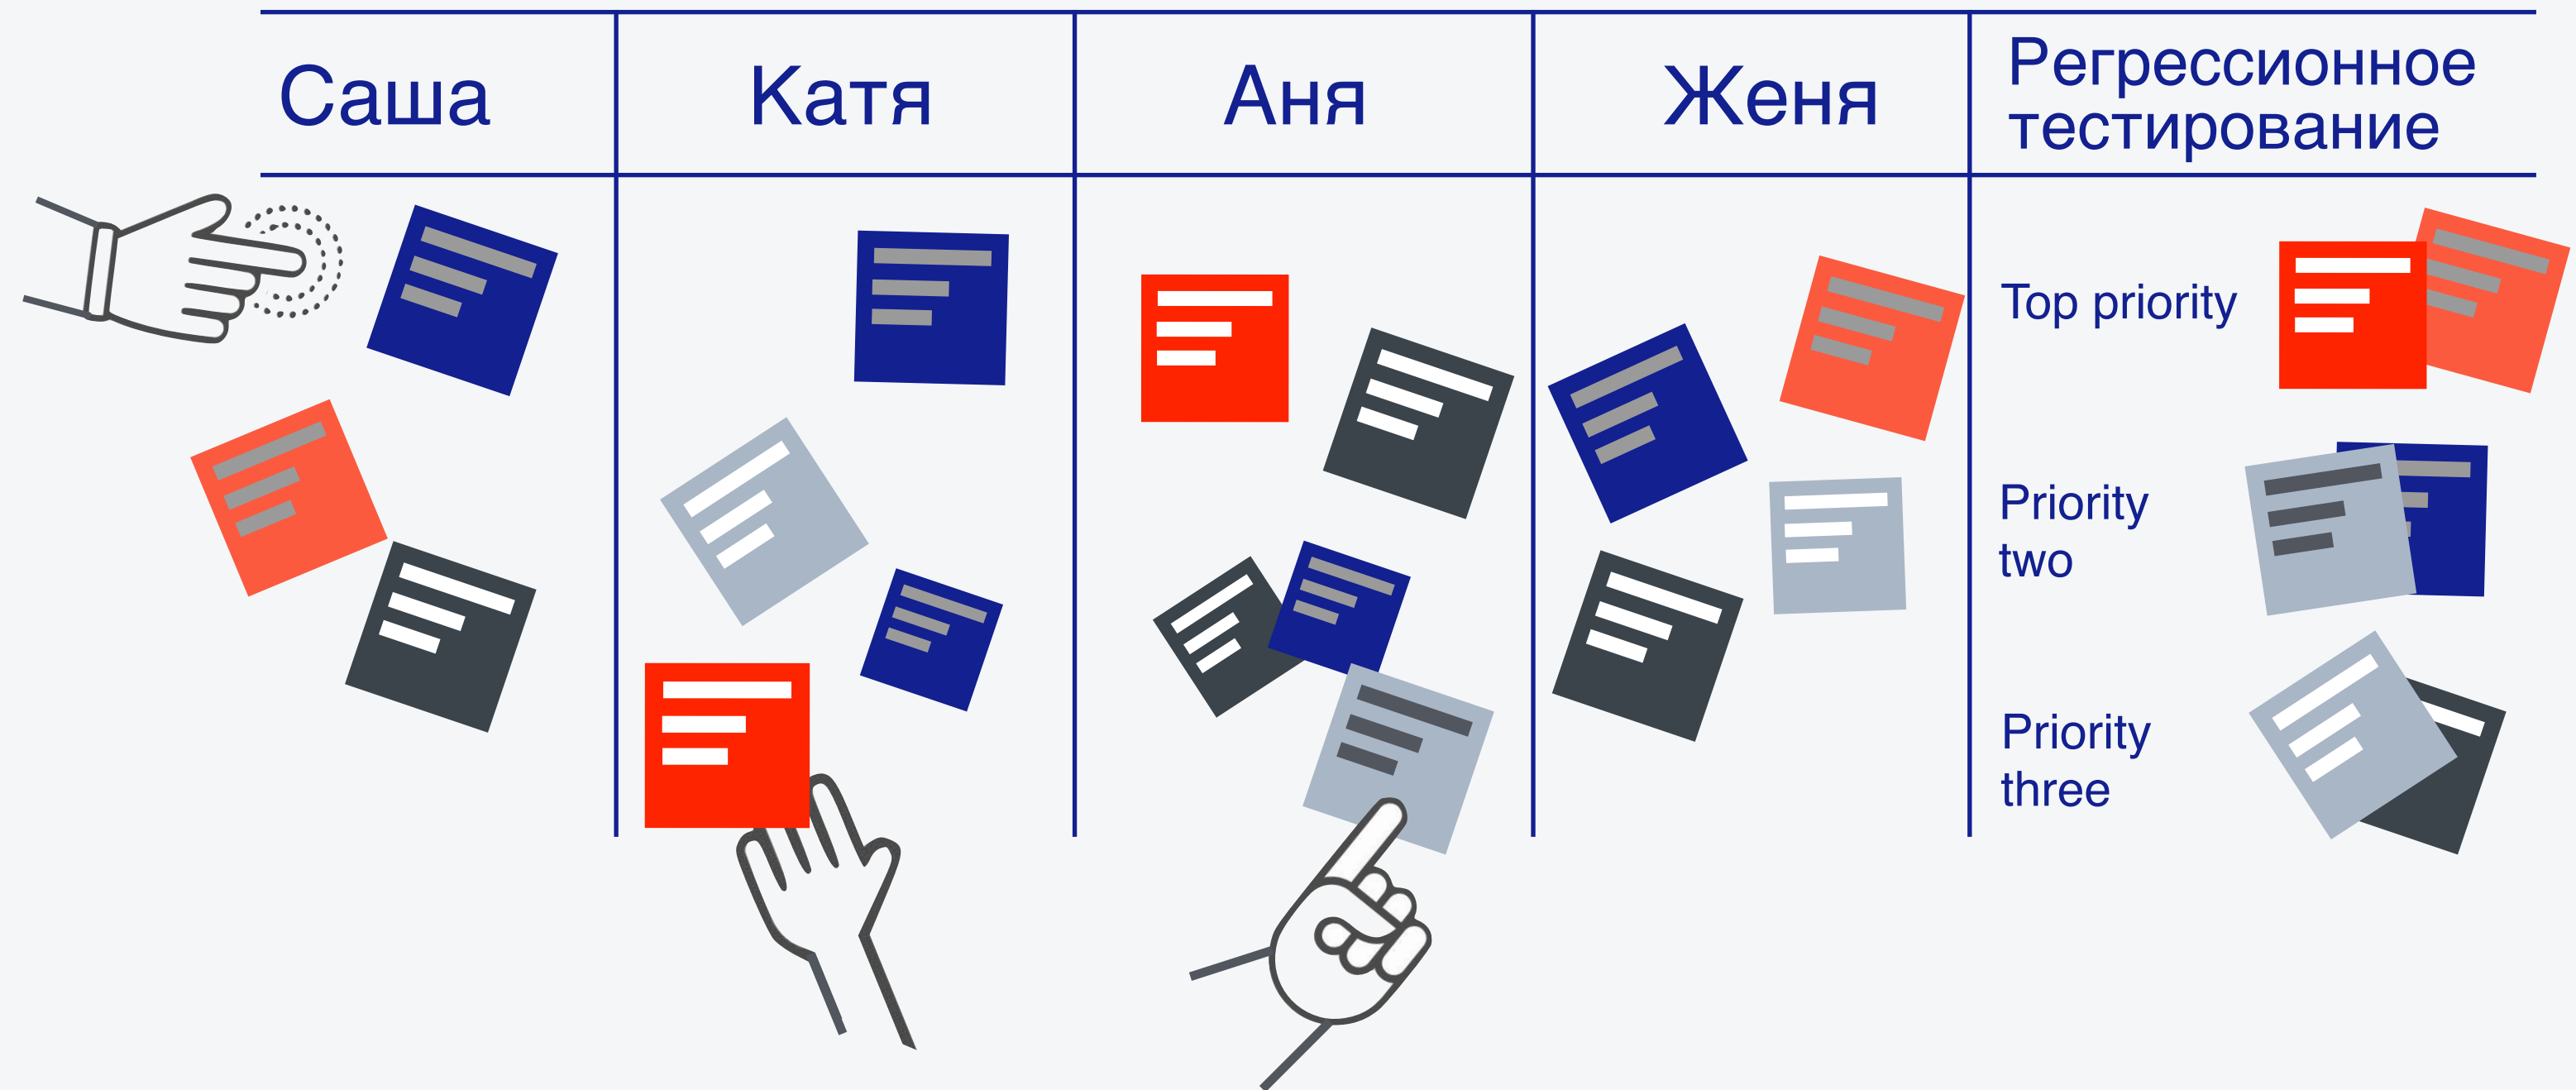 Саша
Катя
Аня
Женя
Регрессионное
тестирование
Top priority
Priority
two
Priority
three